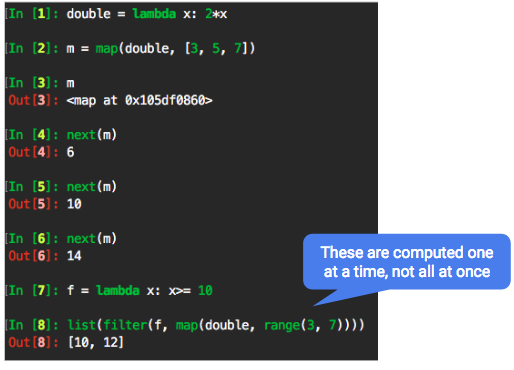 In [1]: double = lambda x: 2*x
In [2]: m = map(double, [3, 5, 7])
In [3]: m
Out[3]: <map at 0x105df0860>
In [4]: next(m)
Out[4]: 6
In [5]: next(m)
Out[5]: 10
In [6]: next(m)
Out[6]: 14
These are computed one
at a time, not all at once
In [7]: f = lambda x: x>= 10
In [8]: list(filter(f, map(double, range(3, 7))))
Out[8]: [10, 12]